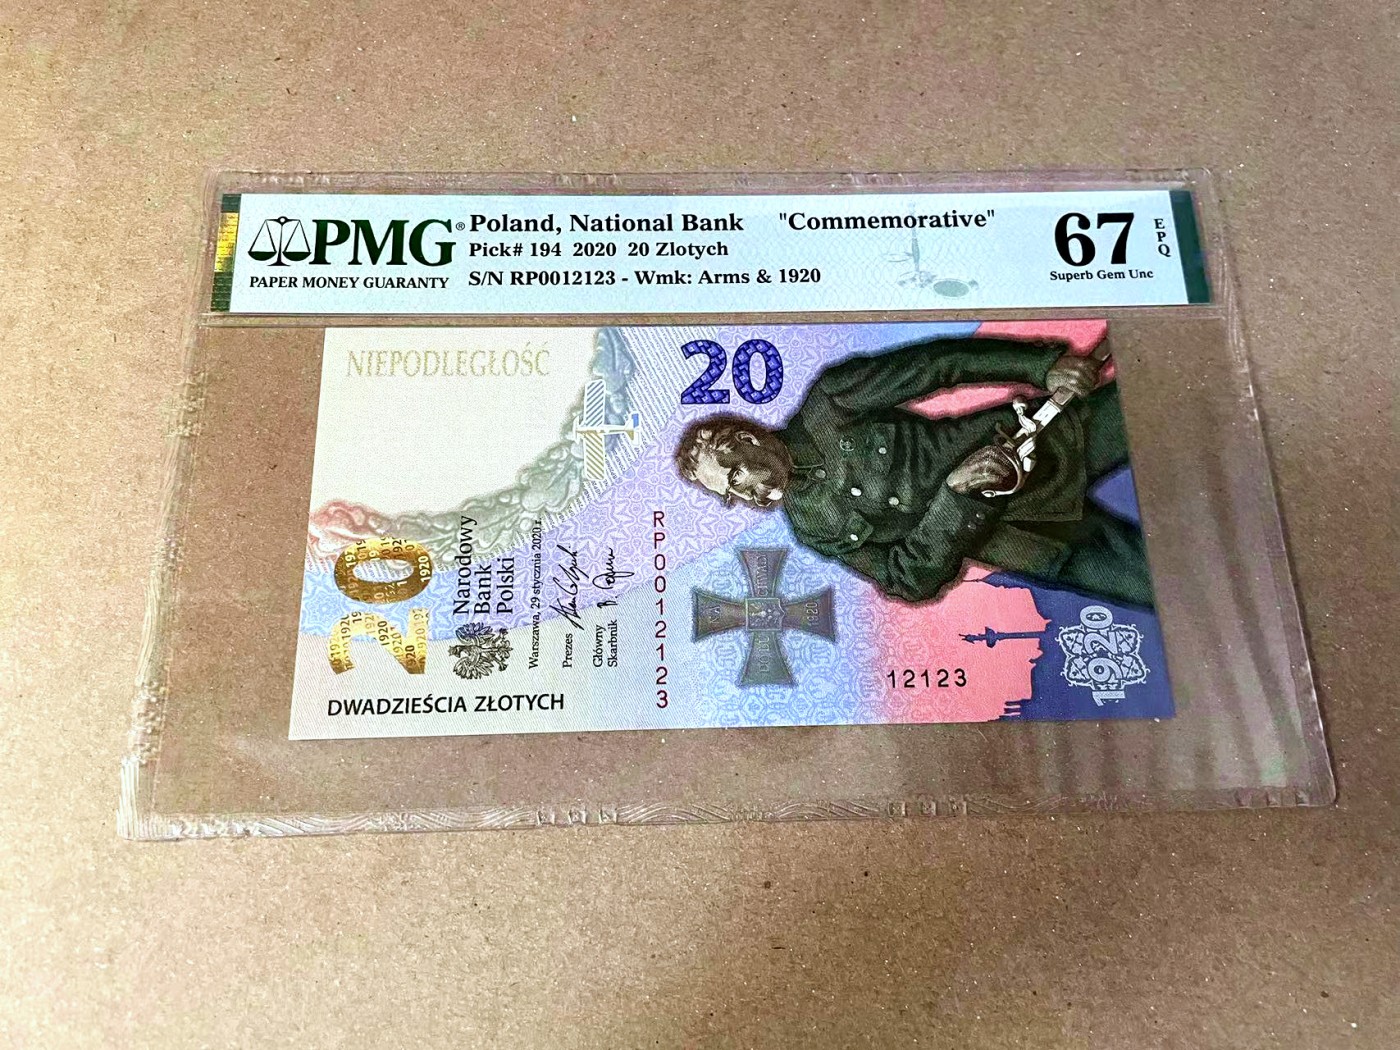 PMG®
PAPER MONEY GUARANTY
Poland, National Bank "Commemorative"
Pick# 194 2020 20 Zlotych
S/N RP0012123 - Wmk: Arms & 1920
67
EPQ
Superb Gem Unc
NIEPODLEGŁOŚĆ
20
20
Narodowy
Bank
Polski
Warszawa, 29 stycznia 2020 r.
Prezes
Główny
Skarbnik
DWADZIEŚCIA ZŁOTYCH
RP0012123
1920
12123
1920